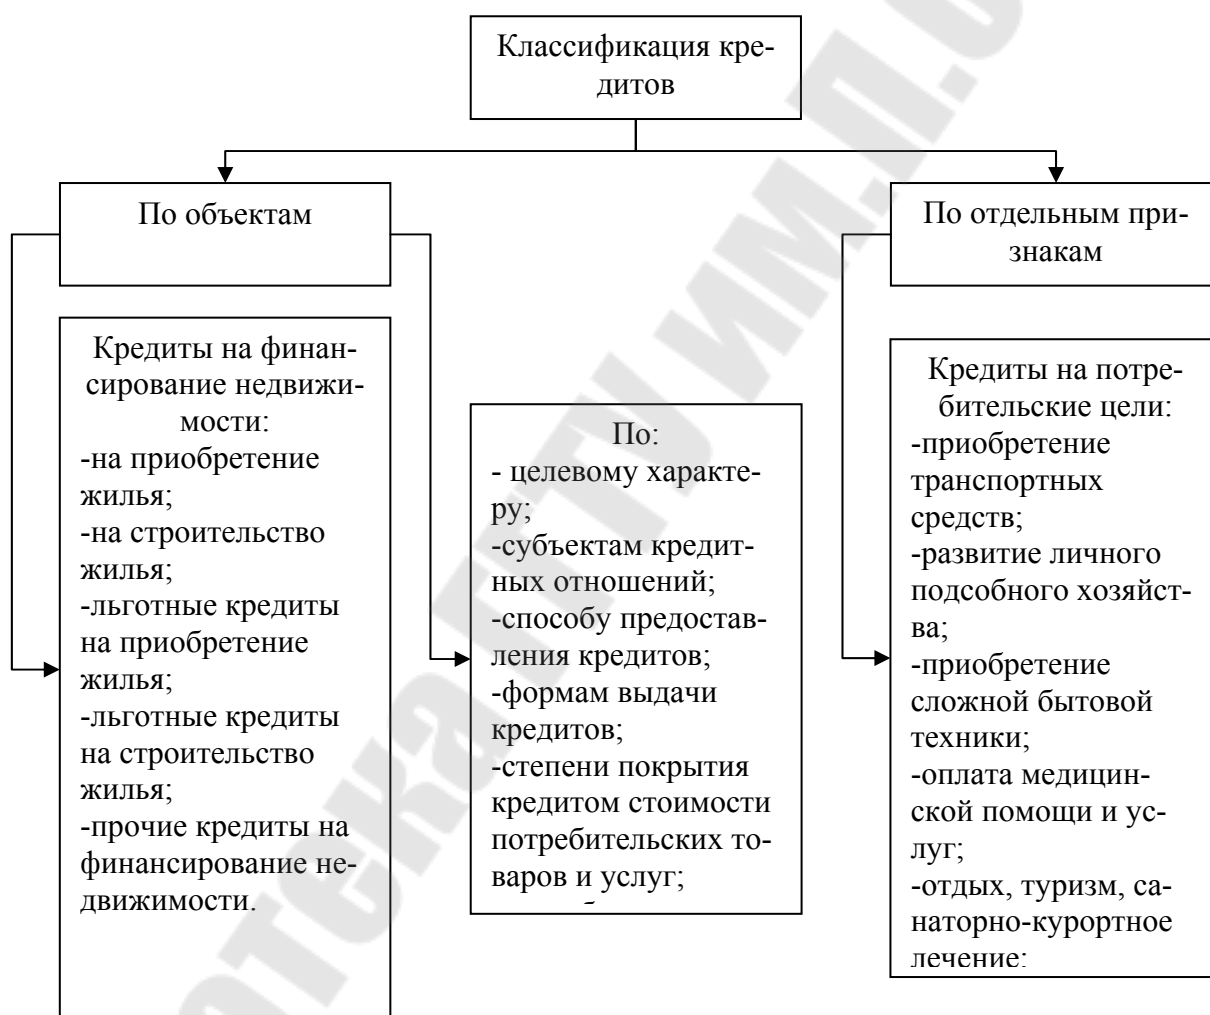 Классификация кре-
дитов
По объектам
По отдельным при-
знакам
Кредиты на финан-
сирование недвижи-
мости:
-на приобретение
жилья;
-на строительство
жилья;
-льготные кредиты
на приобретение
жилья;
-льготные кредиты
на строительство
жилья;
-прочие кредиты на
финансирование не-
движимости.
По:
- целевому характе-
ру;
-субъектам кредит-
ных отношений;
-способу предостав-
ления кредитов;
-формам выдачи
кредитов;
-степени покрытия
кредитом стоимости
потребительских то-
варов и услуг;
Кредиты на потре-
бительские цели:
-приобретение
транспортных
средств;
-развитие личного
подсобного хозяйст-
ва;
-приобретение
сложной бытовой
техники;
-оплата медицин-
ской помощи и ус-
луг;
-отдых, туризм, са-
наторно-курортное
лечение;
отека ГГТУ им.П.О